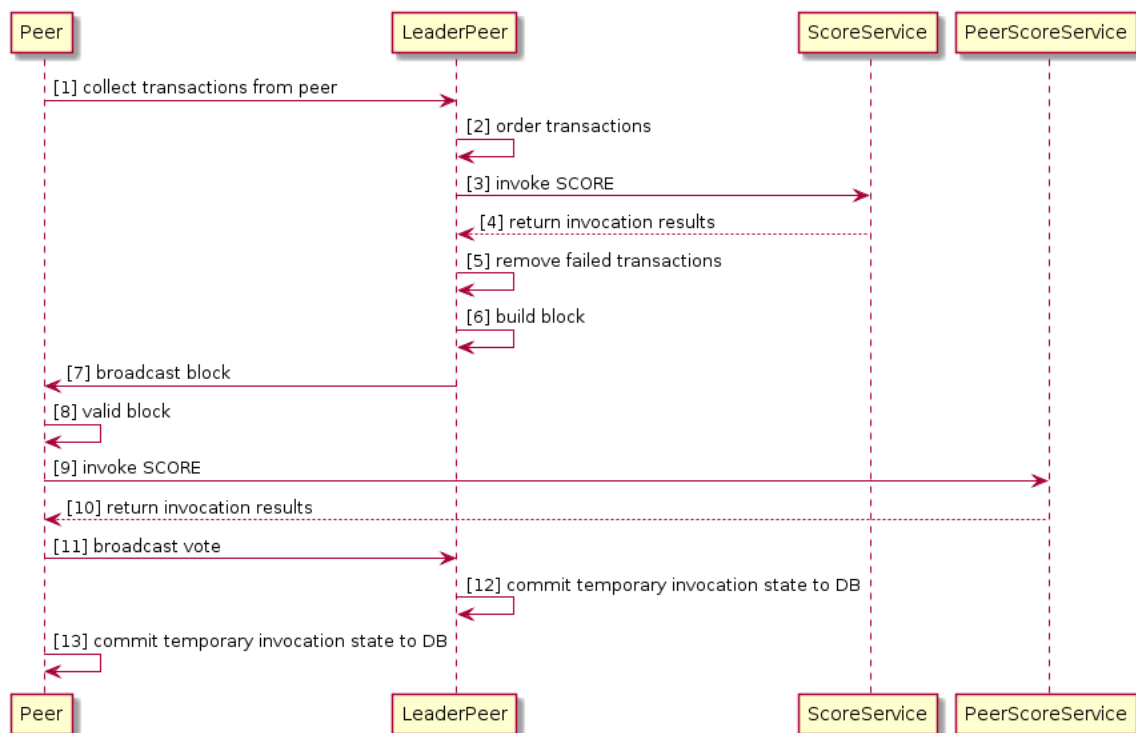 Peer
LeaderPeer
ScoreService
PeerScoreService
[1] collect transactions from peer
[2] order transactions
[3] invoke SCORE
[4] return invocation results
[5] remove failed transactions
[6] build block
[7] broadcast block
[8] valid block
[9] invoke SCORE
[10] return invocation results
[11] broadcast vote
[12] commit temporary invocation state to DB
[13] commit temporary invocation state to DB
Peer
LeaderPeer
ScoreService
PeerScoreService